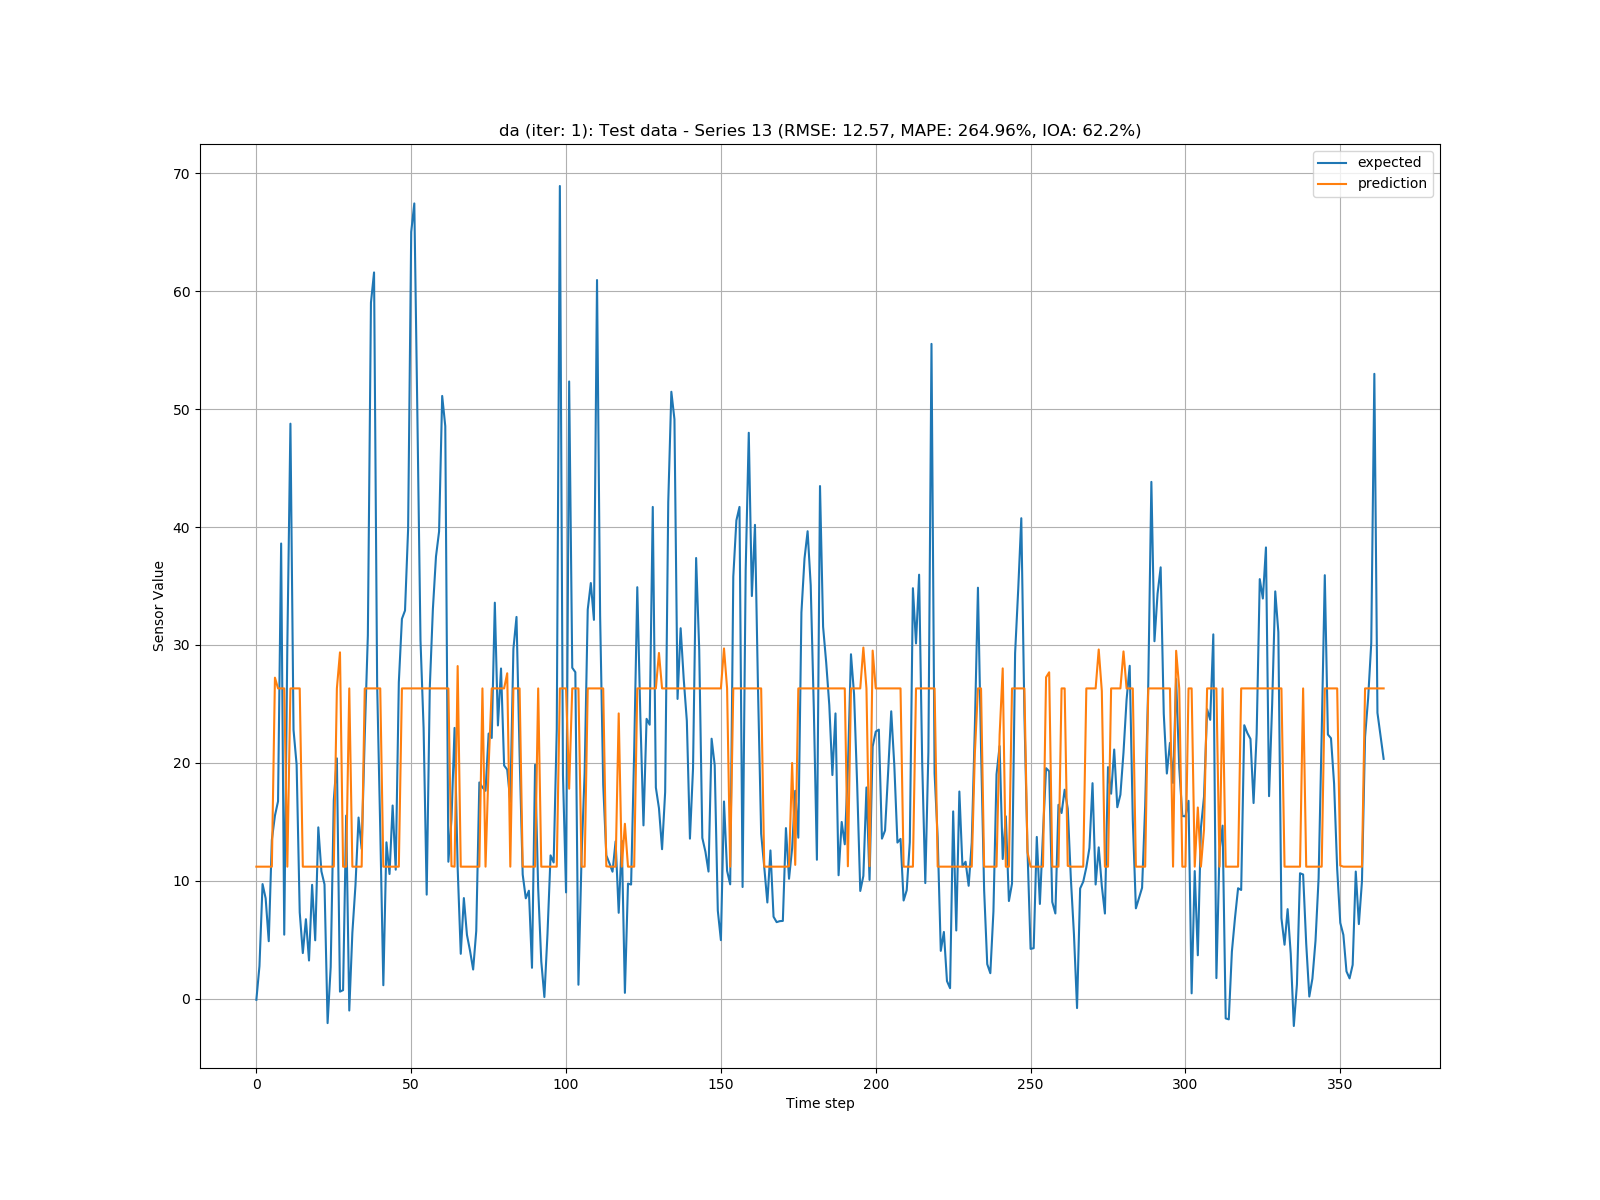 da (iter: 1): Test data - Series 13 (RMSE: 12.57, MAPE: 264.96%, IOA: 62.2%)
expected
prediction
70
60
50
40
30
20
10
0
Sensor Value
0 50 100 150 200 250 300 350
Time step